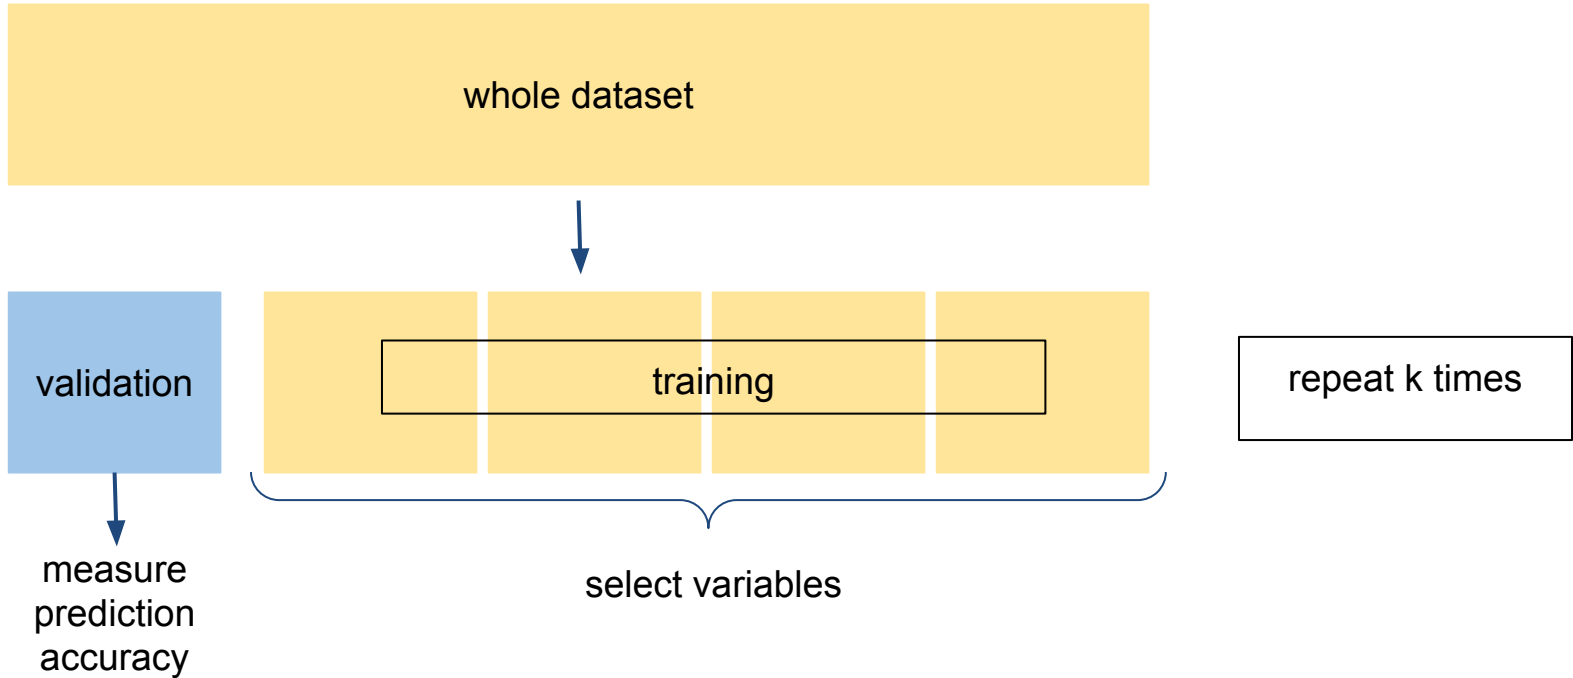 whole dataset
validation
training
repeat k times
measure
prediction
accuracy
select variables